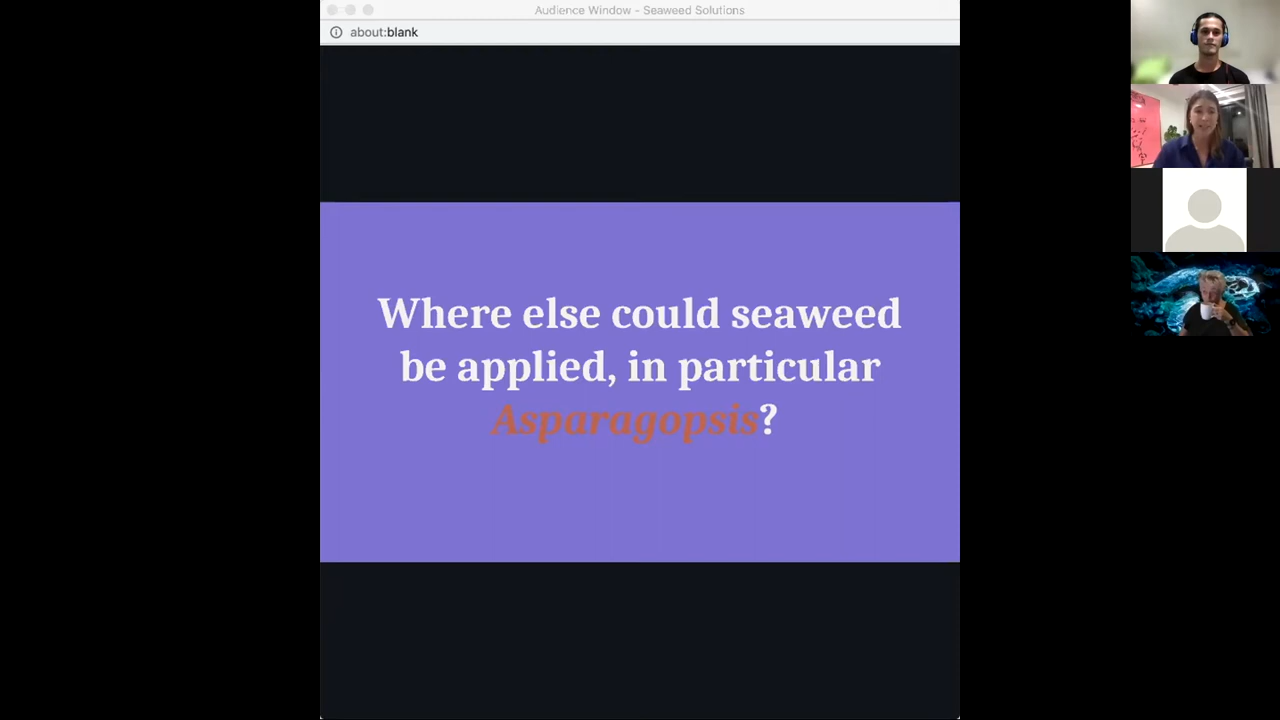 Audience Window - Seaweed Solutions
about:blank
Where else could seaweed
be applied, in particular
Asparagopsis?